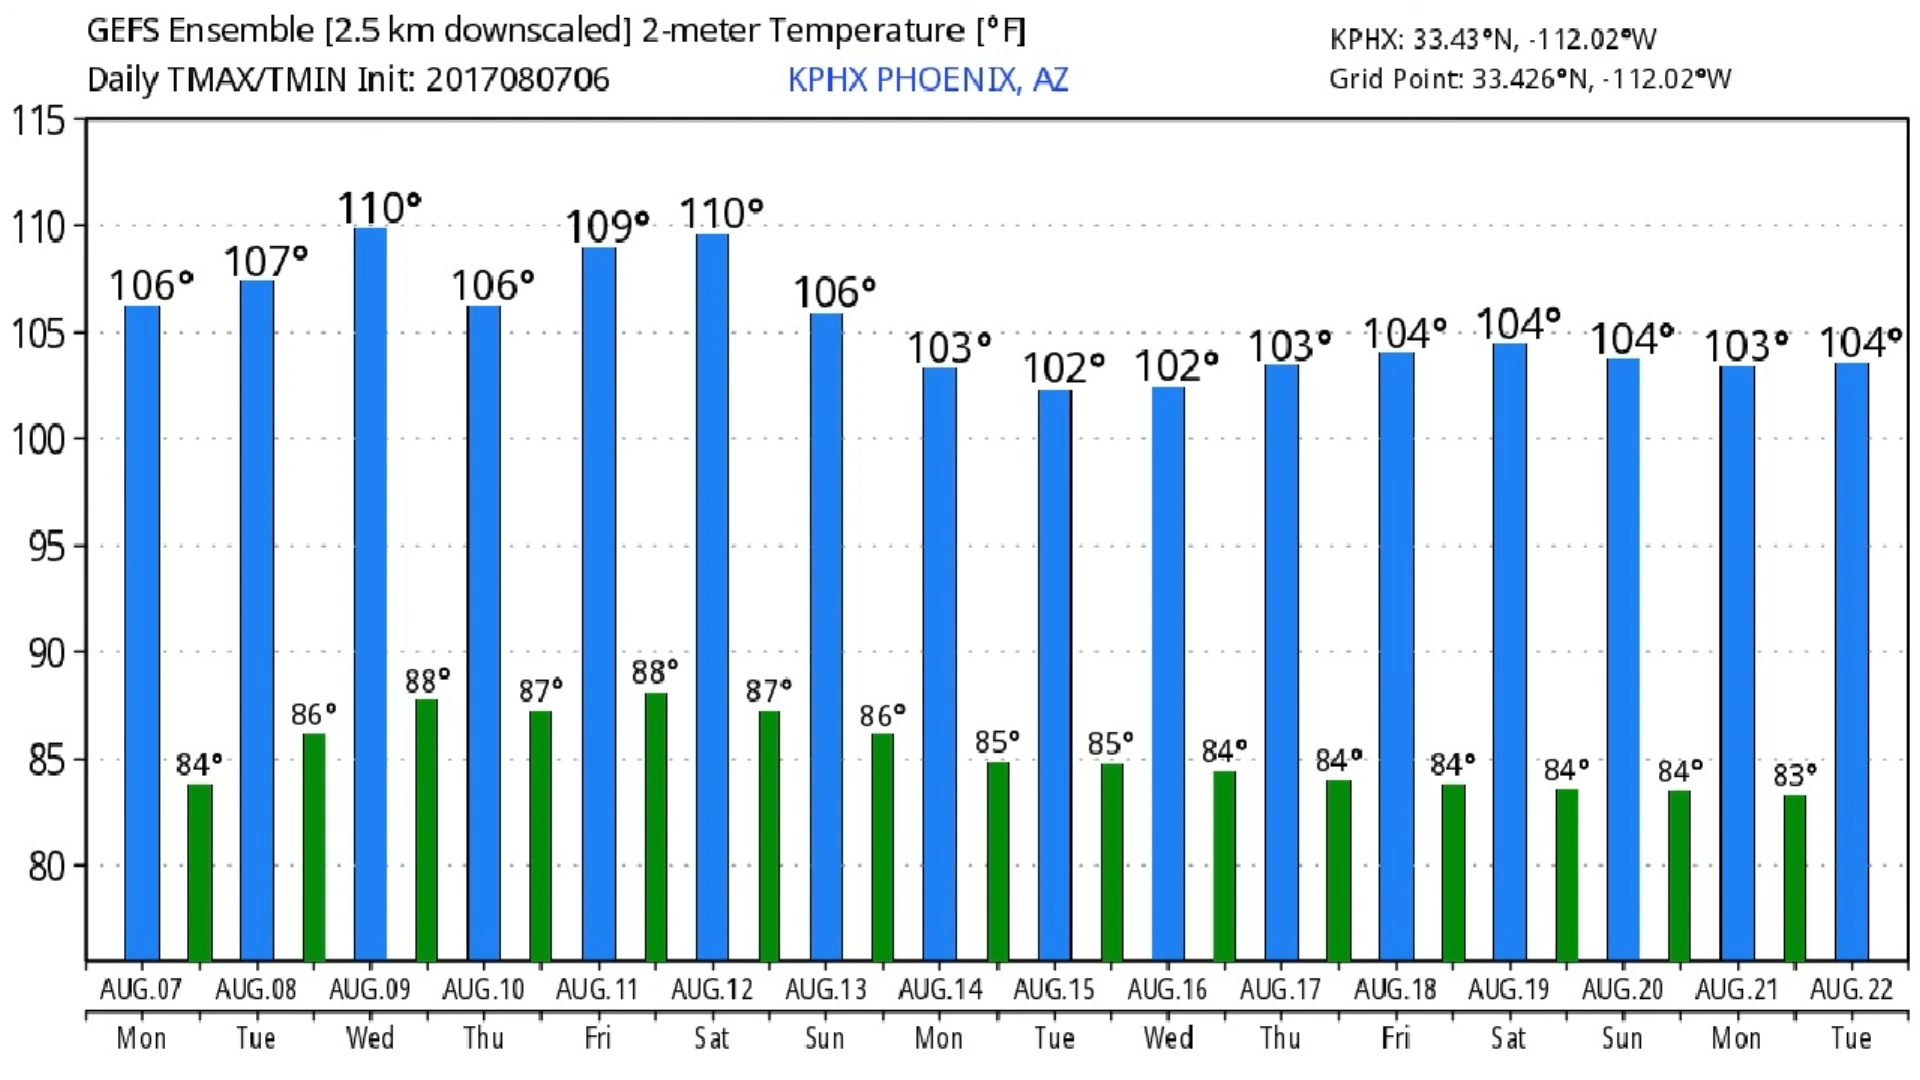 GEFS Ensemble [2.5 km downscaled] 2-meter Temperature [°F]
KPHX: 33.43°N, -112.02°W
Daily TMAX/TMIN Init: 2017080706 KPHX PHOENIX, AZ
Grid Point: 33.426°N, -112.02°W
115
110
105
100
95
90
85
80
106° 107° 110° 106° 109° 110° 106° 103° 102° 102° 103° 104° 104° 104° 103° 104°
84° 86° 88° 87° 88° 87° 86° 85° 85° 84° 84° 84° 84° 84° 83°
AUG.07 AUG.08 AUG.09 AUG.10 AUG.11 AUG.12 AUG.13 AUG.14 AUG.15 AUG.16 AUG.17 AUG.18 AUG.19 AUG.20 AUG.21 AUG.22
Mon Tue Wed Thu Fri Sat Sun Mon Tue Wed Thu Fri Sat Sun Mon Tue